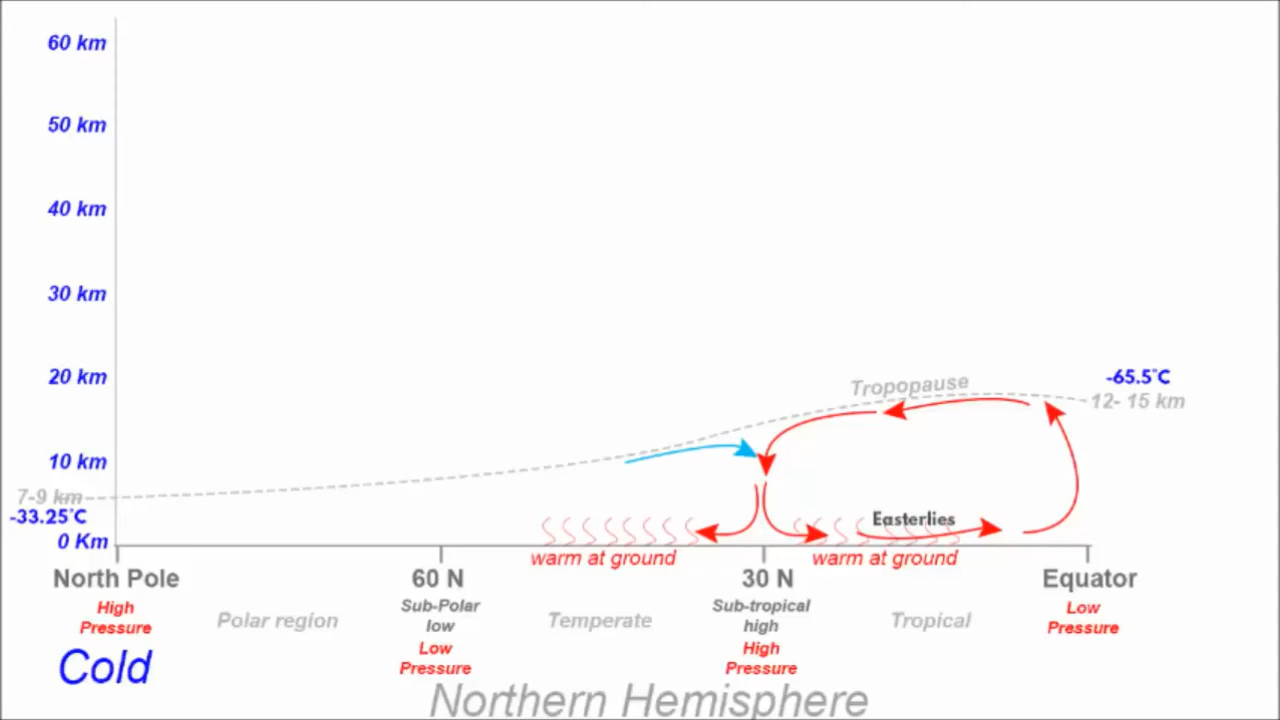 60 km
50 km
40 km
30 km
20 km
10 km
7-9 km
-33.25°C
0 Km
Tropopause
-65.5°C
12- 15 km
Easterlies
warm at ground
warm at ground
North Pole
60 N
30 N
Equator
High
Pressure
Polar region
Sub-Polar
low
Low
Pressure
Temperate
Sub-tropical
high
High
Pressure
Tropical
Low
Pressure
Cold
Northern Hemisphere